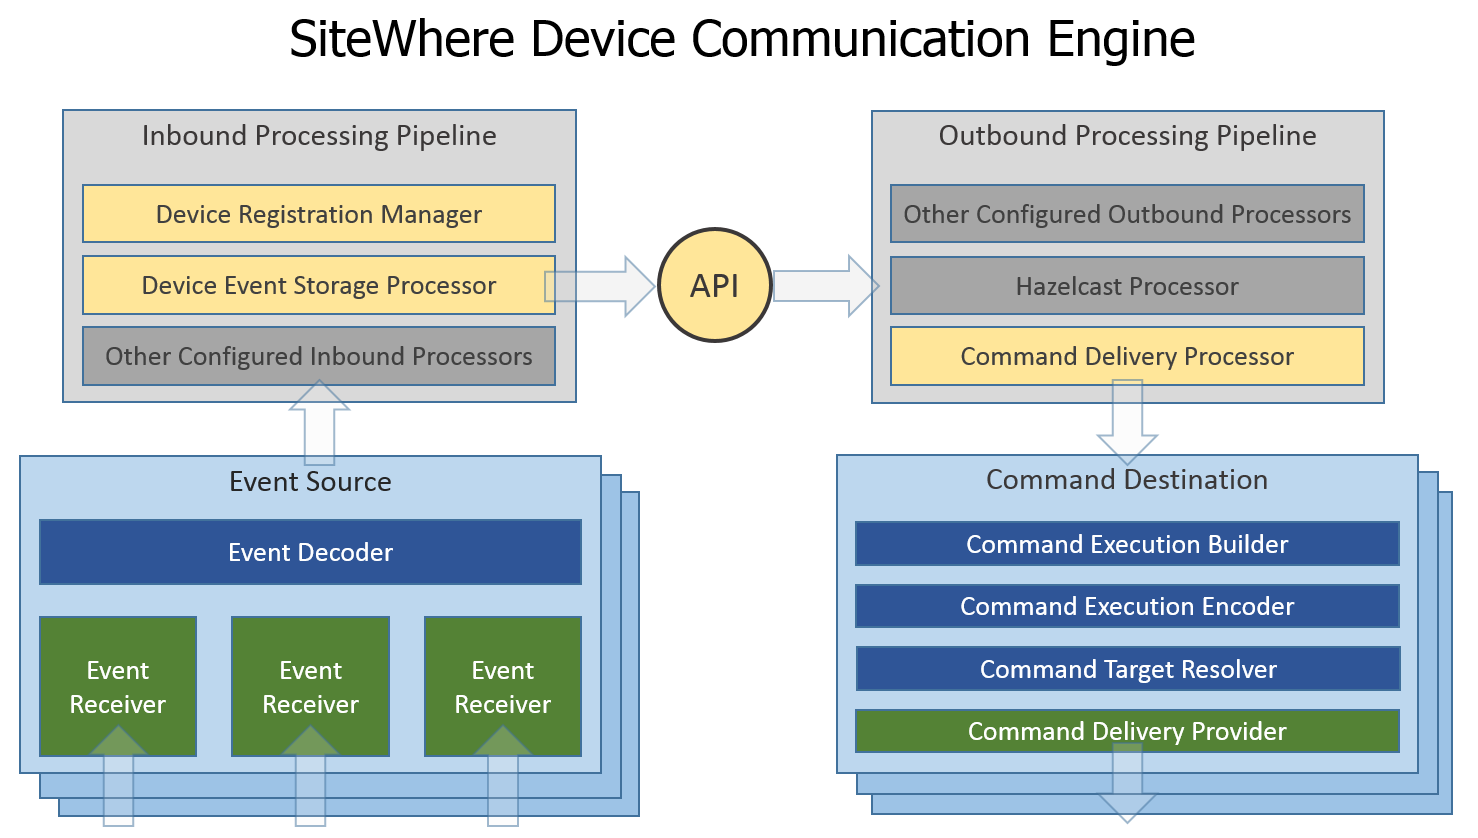 SiteWhere Device Communication Engine
Inbound Processing Pipeline
Device Registration Manager
Device Event Storage Processor
Other Configured Inbound Processors
API
Outbound Processing Pipeline
Other Configured Outbound Processors
Hazelcast Processor
Command Delivery Processor
Event Source
Event Decoder
Event
Receiver
Event
Receiver
Event
Receiver
Command Destination
Command Execution Builder
Command Execution Encoder
Command Target Resolver
Command Delivery Provider